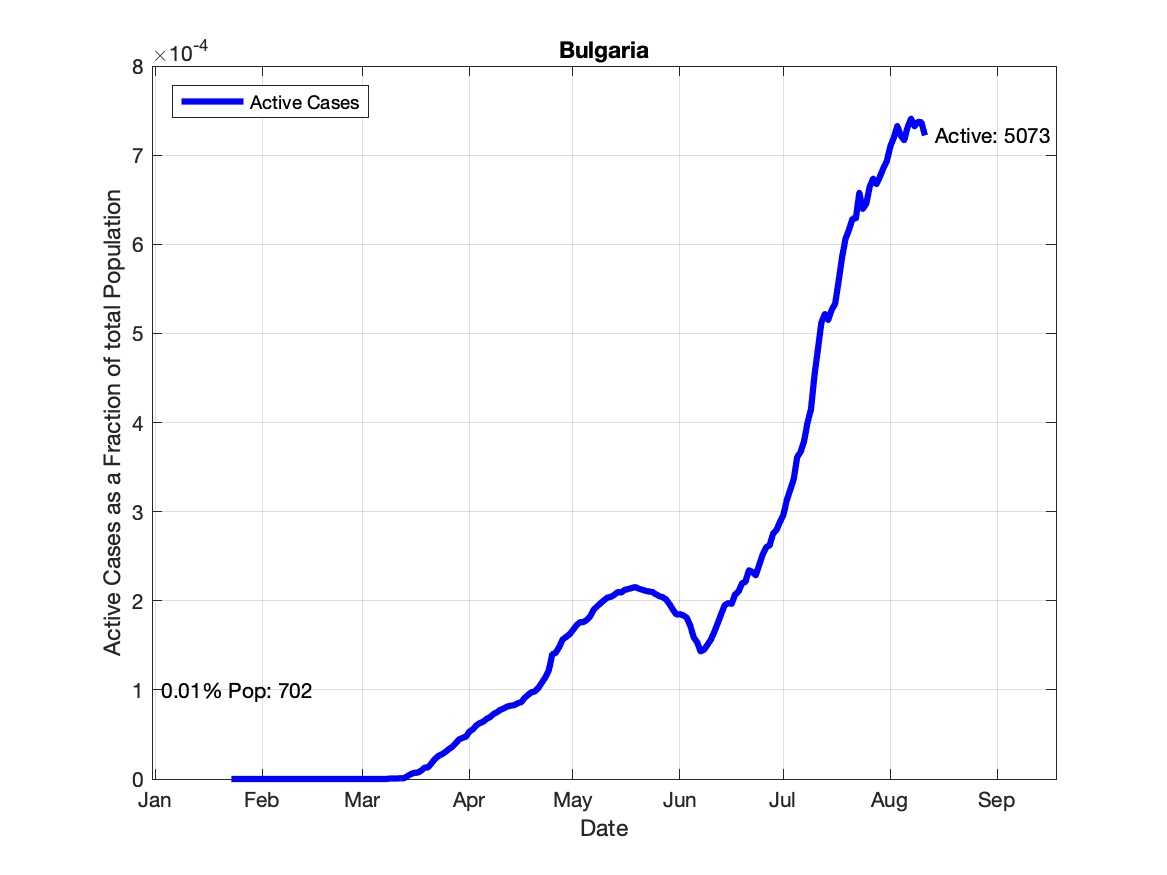 Bulgaria
×10-4
Active Cases
8
7
6
5
4
3
2
1
0
Active: 5073
0.01% Pop: 702
Active Cases as a Fraction of total Population
Jan Feb Mar Apr May Jun Jul Aug Sep
Date